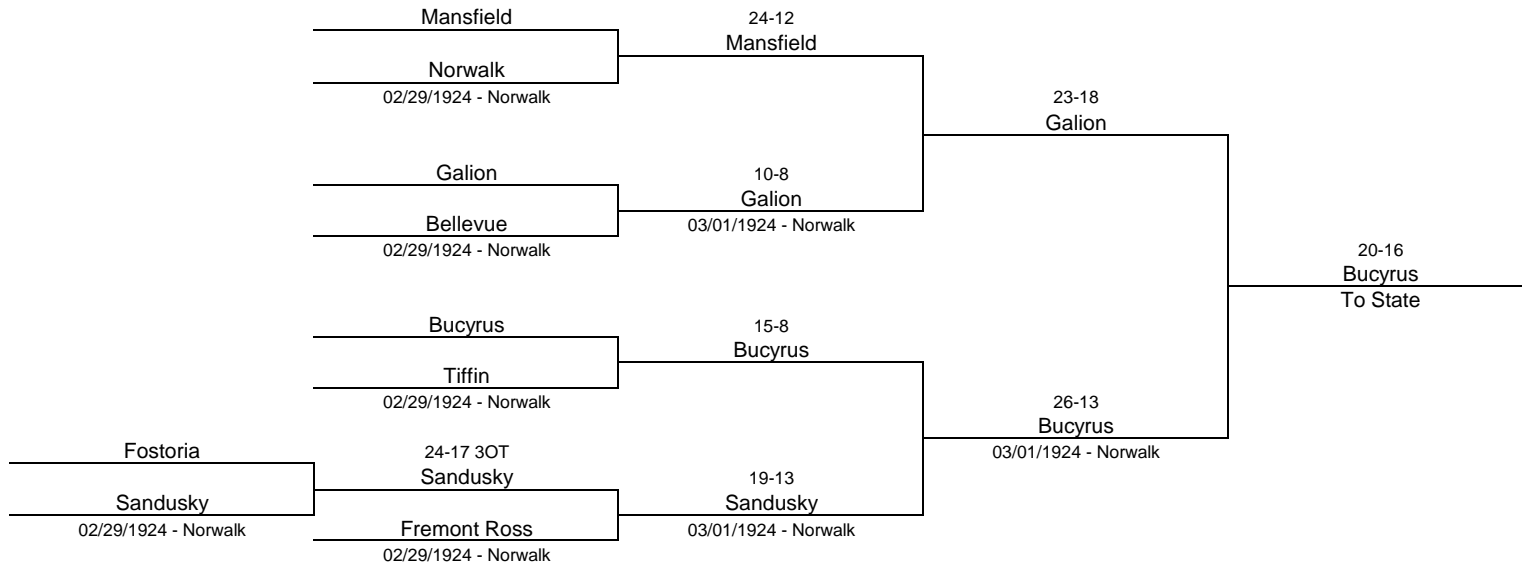 Mansfield
24-12
Mansfield
Norwalk
02/29/1924 - Norwalk
23-18
Galion
Galion
10-8
Galion
Bellevue
03/01/1924 - Norwalk
02/29/1924 - Norwalk
20-16
Bucyrus
To State
Bucyrus
15-8
Bucyrus
Tiffin
02/29/1924 - Norwalk
26-13
Bucyrus
03/01/1924 - Norwalk
Fostoria
24-17 3OT
Sandusky
19-13
Sandusky
Sandusky
02/29/1924 - Norwalk
Fremont Ross
03/01/1924 - Norwalk
02/29/1924 - Norwalk